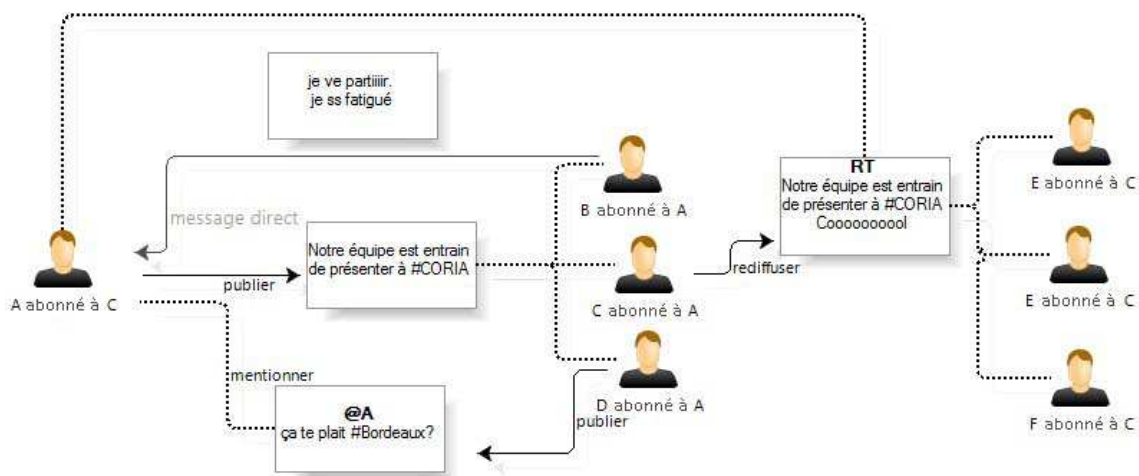 je ve partiiiir.
je ss fatigué
message direct
B abonné à A
RT
Notre équipe est entrain
de présenter à #CORIA
Cooooooooool
E abonné à C
Notre équipe est entrain
de présenter à #CORIA
publier
A abonné à C
C abonné à A
rediffuser
E abonné à C
mentionner
@A
ça te plait #Bordeaux?
D abonné à A
publier
F abonné à C